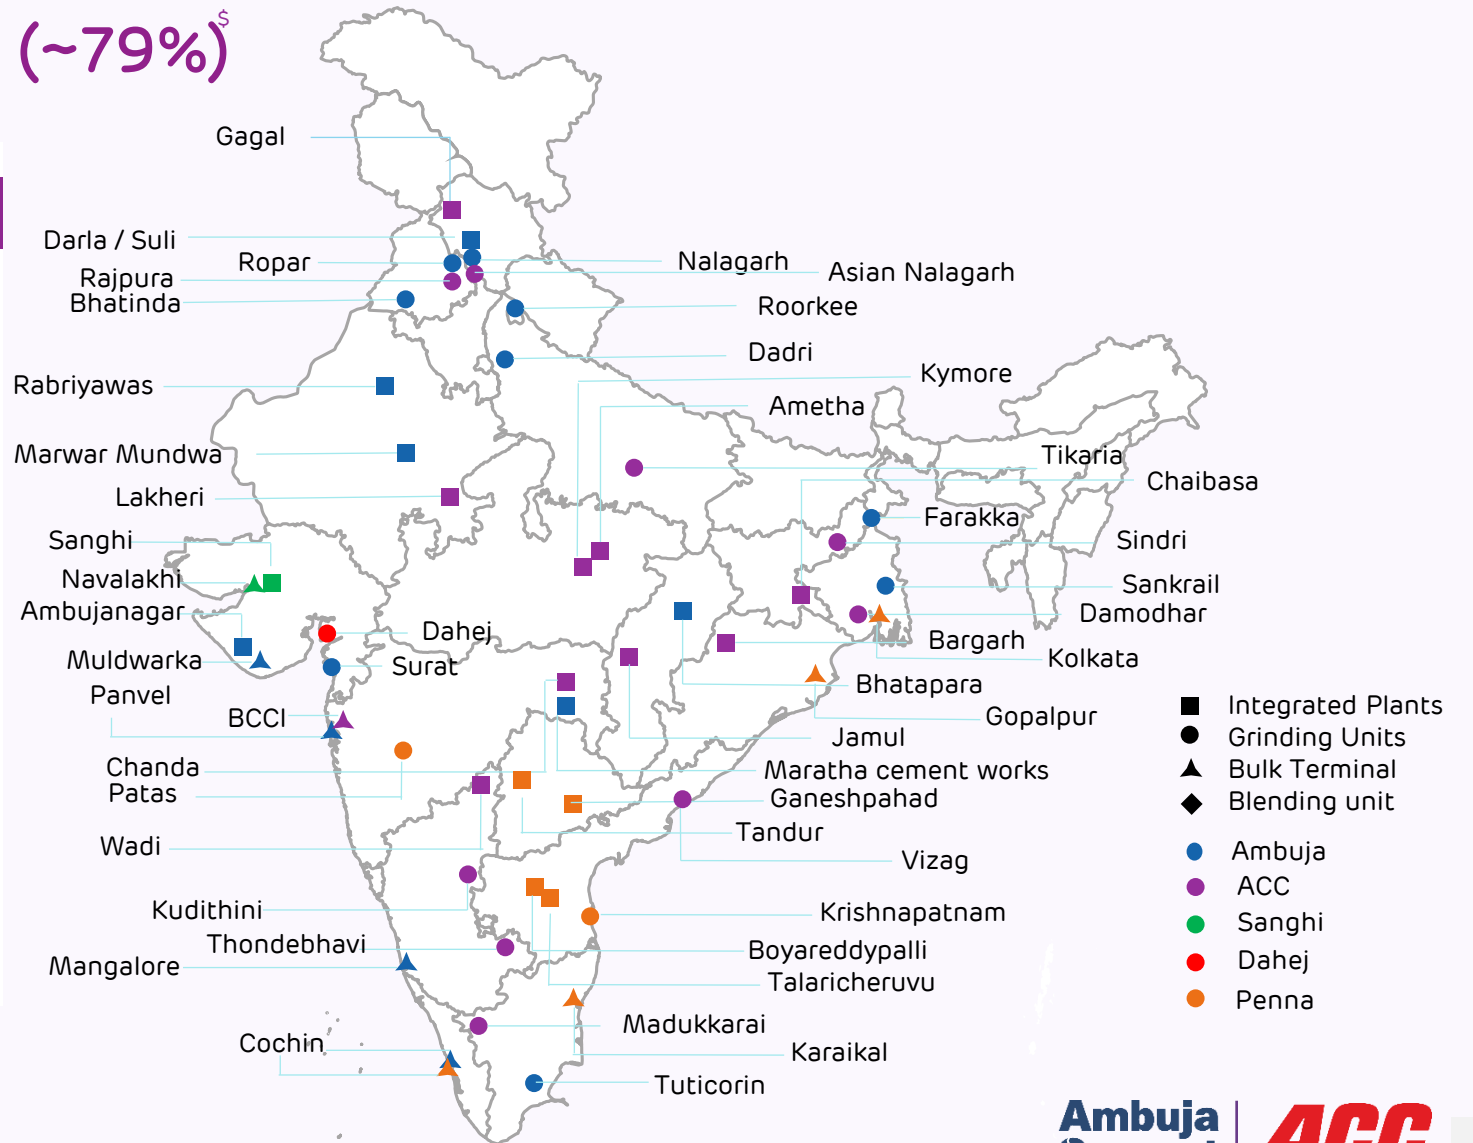 (~79%)$
Gagal
Darla / Suli
Ropar
Nalagarh
Asian Nalagarh
Rajpura
Bhatinda
Roorkee
Dadri
Kymore
Rabriyawas
Ametha
Marwar Mundwa
Tikaria
Chaibasa
Lakheri
Farakka
Sanghi
Sindri
Navalakhi
Sankrail
Ambujanagar
Damodhar
Dahej
Bargarh
Muldwarka
Surat
Kolkata
Panvel
Bhatapara
BCCI
Gopalpur
Jamul
Chanda
Maratha cement works
Patas
Ganeshpahad
Tandur
Wadi
Vizag
Kudithini
Krishnapatnam
Thondebhavi
Boyareddypalli
Mangalore
Talaricheruvu
Madukkarai
Cochin
Karaikal
Tuticorin
Integrated Plants
Grinding Units
Bulk Terminal
Blending unit
Ambuja
ACC
Sanghi
Dahej
Penna
Ambuja
ACC